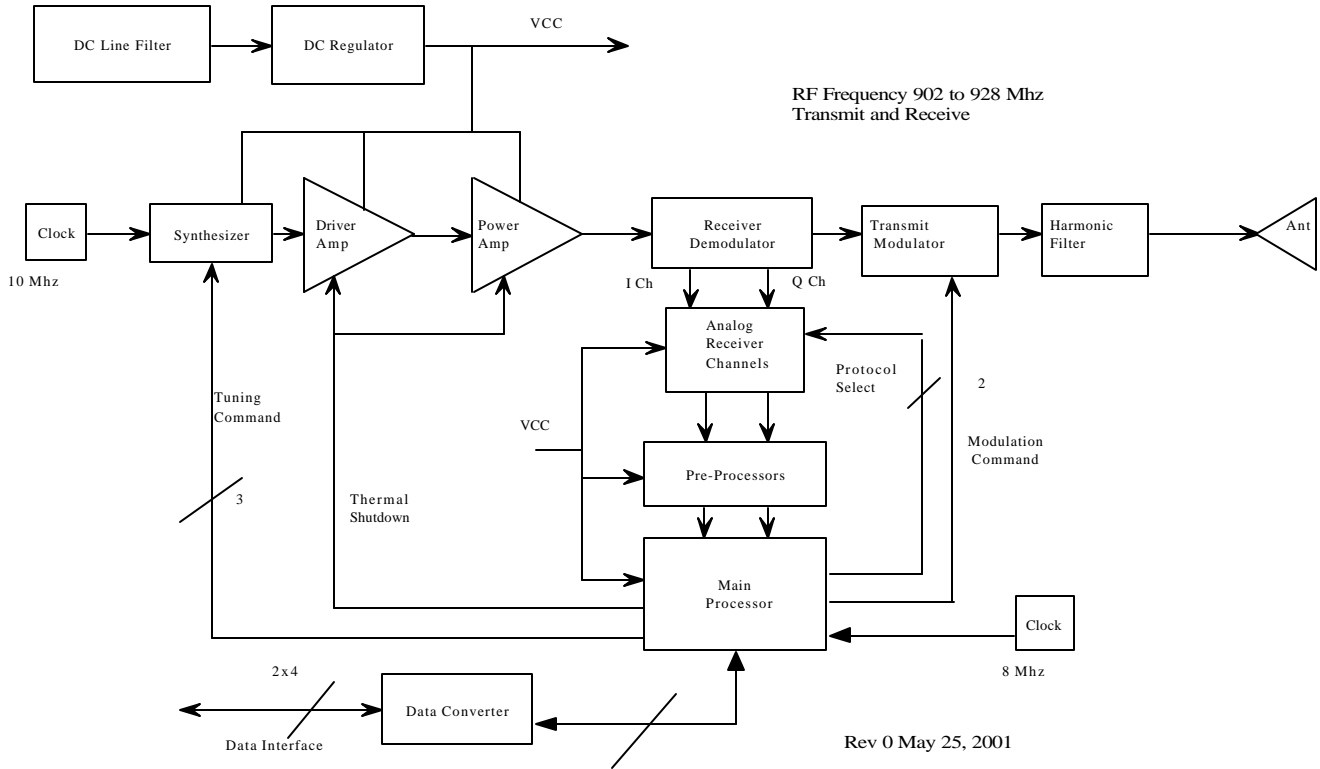 VCC
DC Line Filter
DC Regulator
RF Frequency 902 to 928 Mhz
Transmit and Receive
Clock
10 Mhz
Synthesizer
Driver
Amp
Power
Amp
Receiver
Demodulator
Transmit
Modulator
Harmonic
Filter
Ant
I Ch
Q Ch
Analog
Receiver
Channels
Protocol
Select
2
Tuning
Command
VCC
Modulation
Command
Pre-Processors
3
Thermal
Shutdown
Main
Processor
Clock
8 Mhz
2x4
Data Converter
Data Interface
Rev 0 May 25, 2001